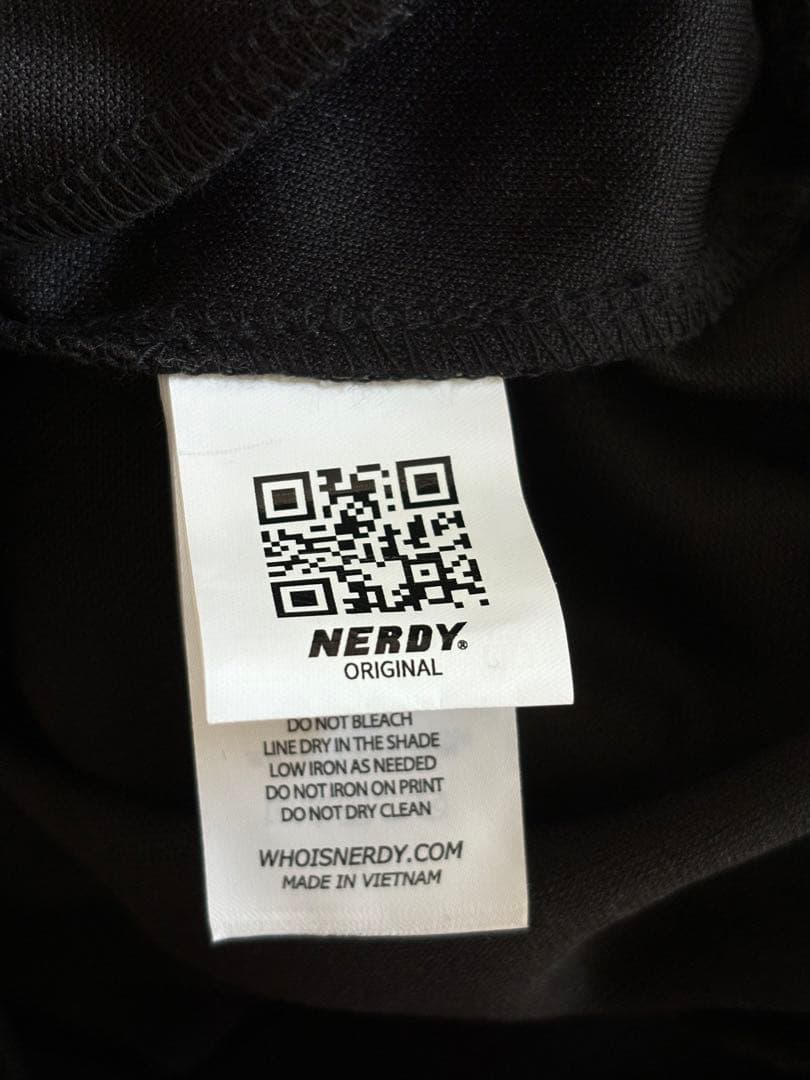 NERDY®
ORIGINAL
DO NOT BLEACH
LINE DRY IN THE SHADE
LOW IRON AS NEEDED
DO NOT IRON ON PRINT
DO NOT DRY CLEAN
WHOISNERDY.COM
MADE IN VIETNAM